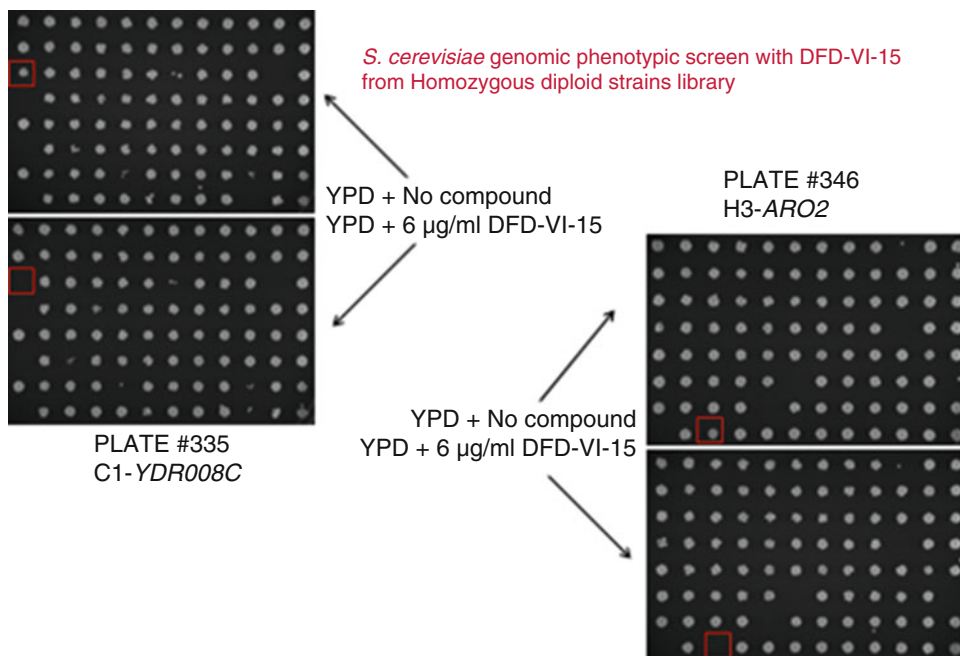 S. cerevisiae genomic phenotypic screen with DFD-VI-15
from Homozygous diploid strains library
YPD + No compound
YPD + 6 µg/ml DFD-VI-15
PLATE #335
C1-YDR008C
PLATE #346
H3-ARO2
YPD + No compound
YPD + 6 µg/ml DFD-VI-15